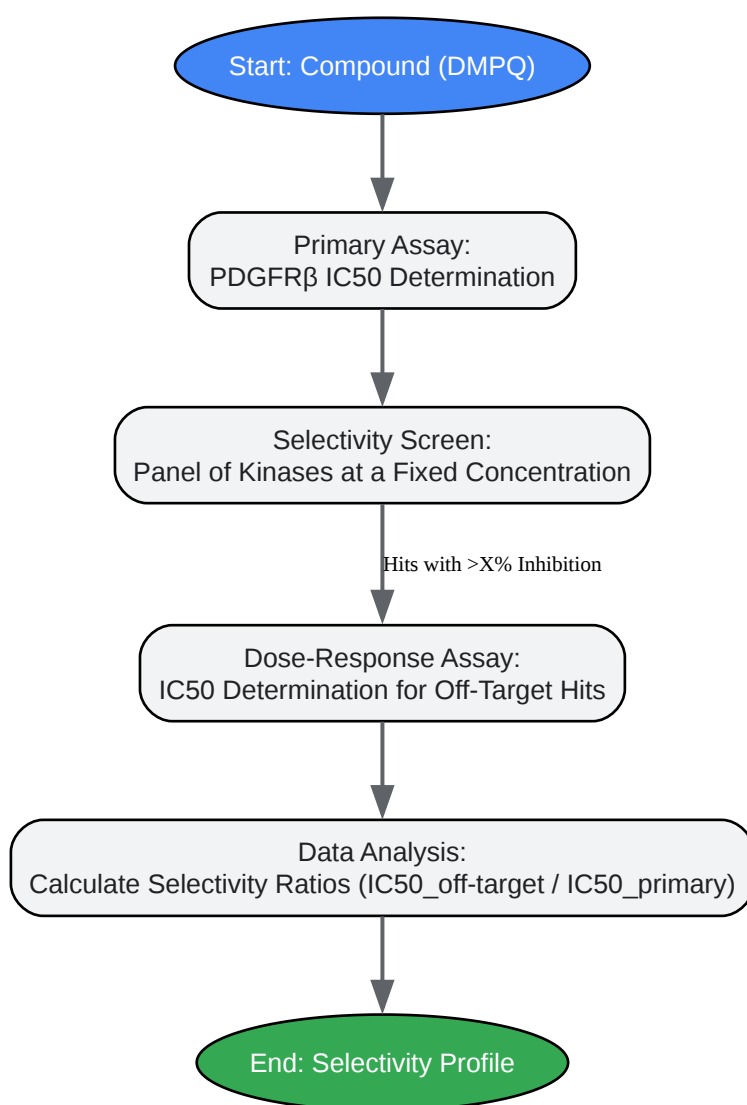 Start: Compound (DMPQ)
Primary Assay:
PDGFRβ IC50 Determination
Selectivity Screen:
Panel of Kinases at a Fixed Concentration
Hits with >X% Inhibition
Dose-Response Assay:
IC50 Determination for Off-Target Hits
Data Analysis:
Calculate Selectivity Ratios (IC50_off-target / IC50_primary)
End: Selectivity Profile